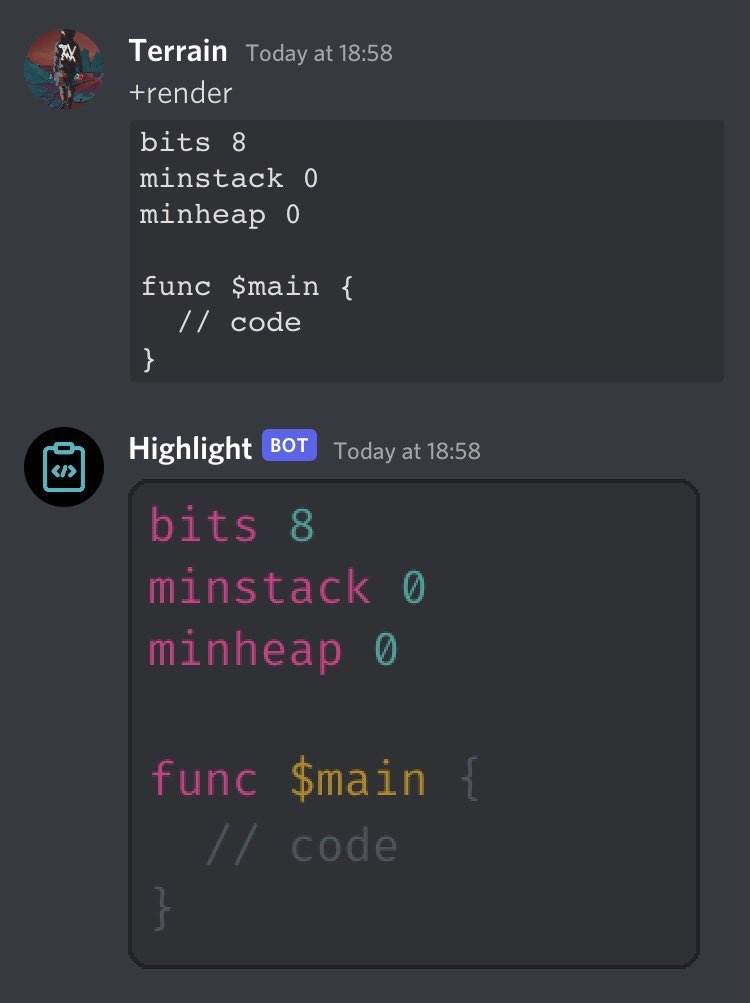 Terrain Today at 18:58
+render
bits 8
minstack 0
minheap 0
func $main {
  // code
}
Highlight BOT Today at 18:58
bits 8
minstack 0
minheap 0
func $main {
  // code
}